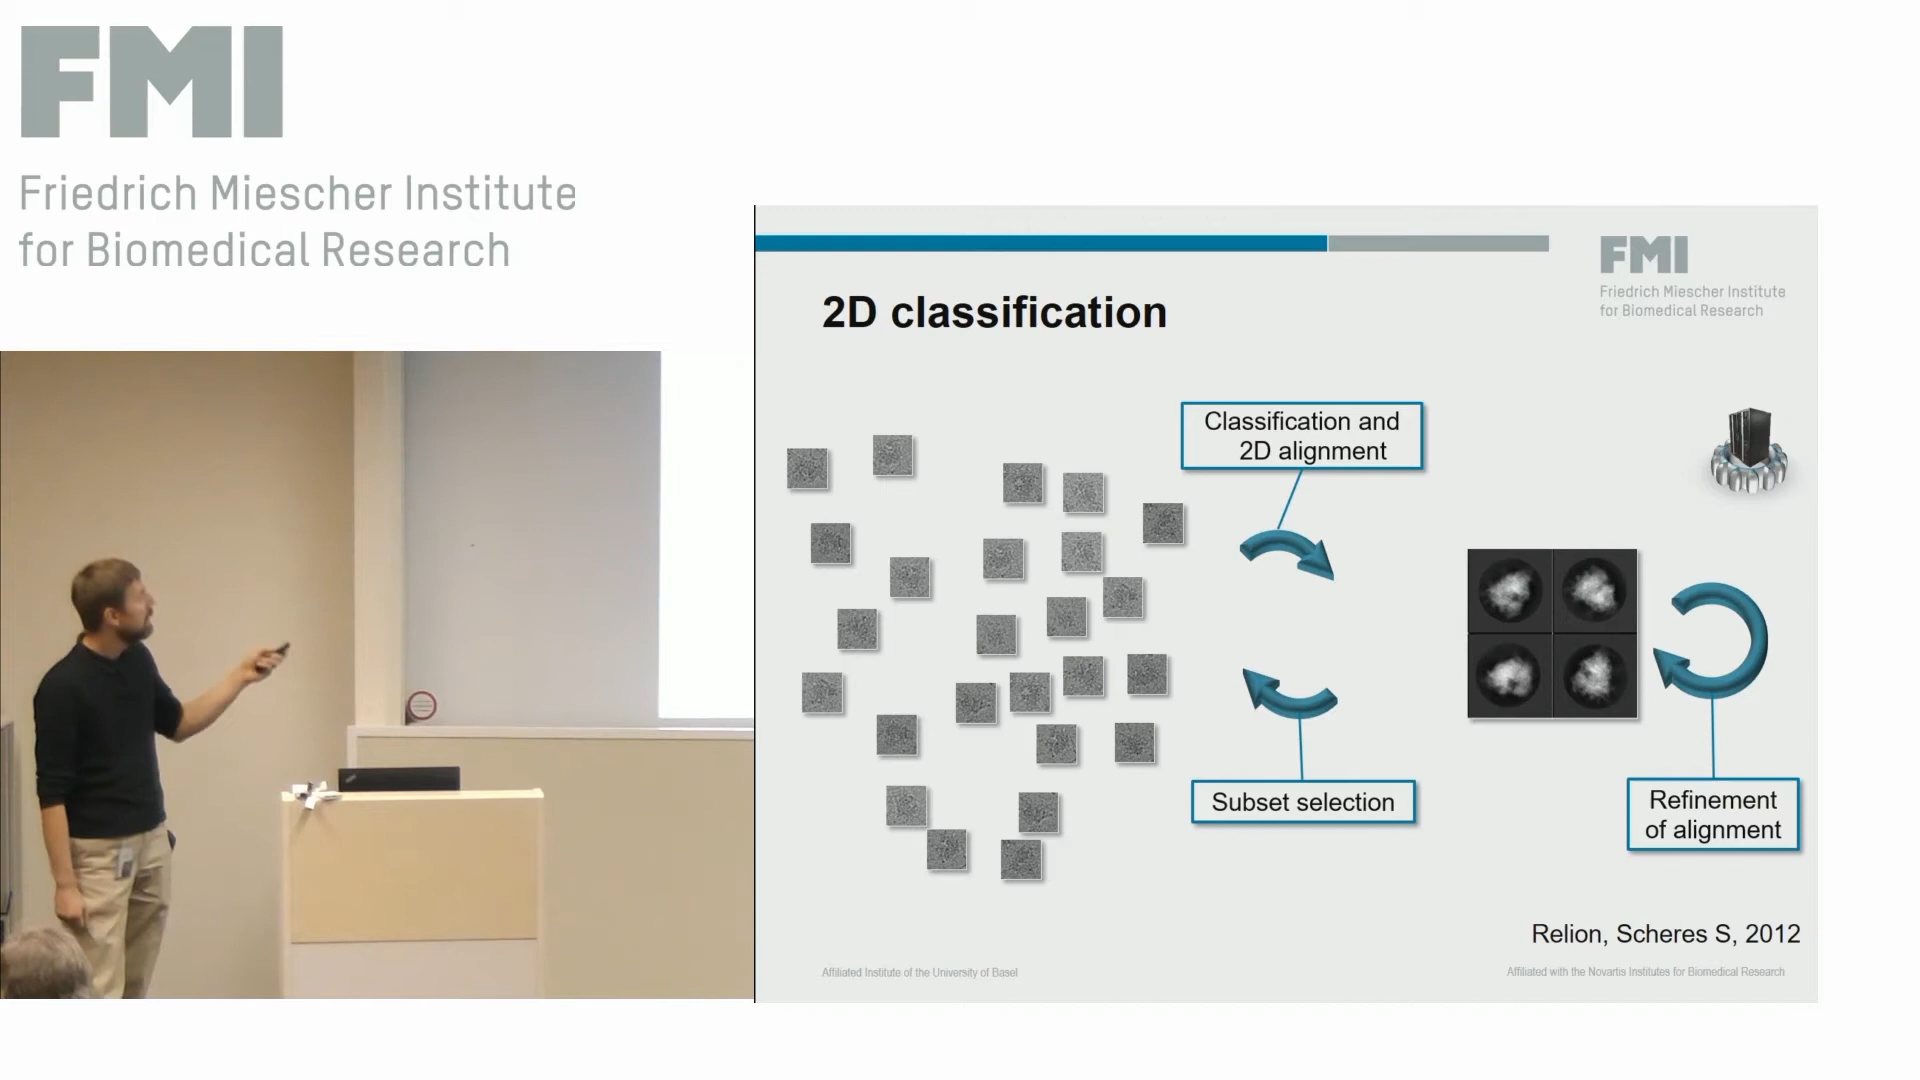 FMI
Friedrich Miescher Institute
for Biomedical Research
FMI
Friedrich Miescher Institute
for Biomedical Research
2D classification
Classification and
2D alignment
Subset selection
Refinement
of alignment
Relion, Scheres S, 2012
Affiliated Institute of the University of Basel
Affiliated with the Novartis Institutes for Biomedical Research